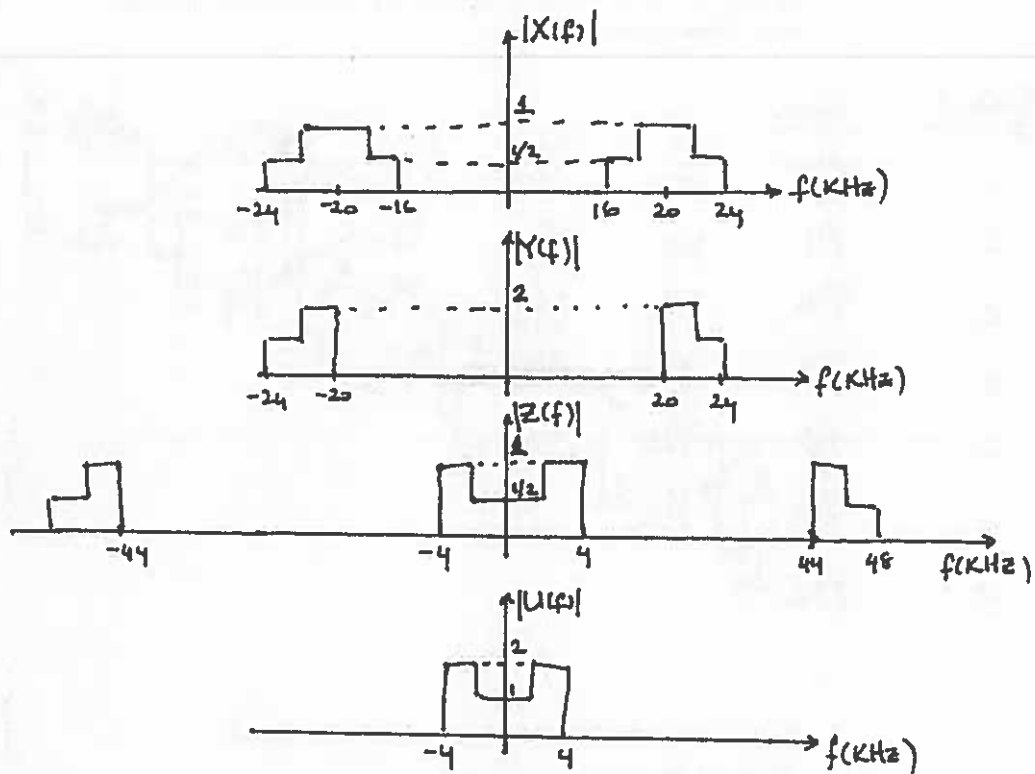 |X(f)|
1
1/2
-24 -20 -16 16 20 24 f(KHz)
|Y(f)|
2
-24 -20 20 24 f(KHz)
|Z(f)|
1
1/2
-44 -4 4 44 48 f(KHz)
|U(f)|
2
1
-4 4 f(KHz)